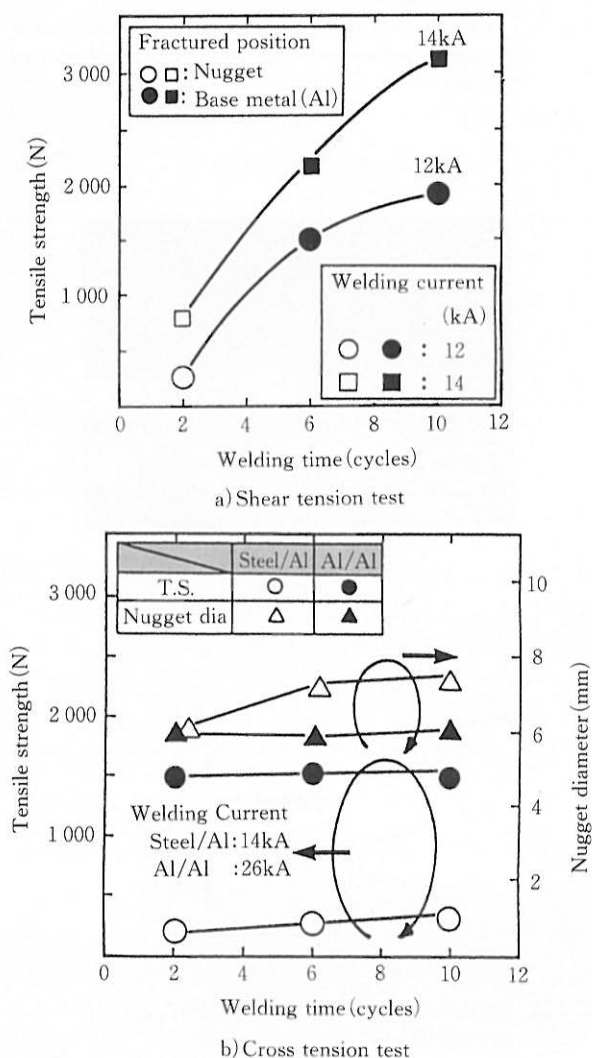 Fractured position
○ □: Nugget
● ■: Base metal (Al)
14kA
12kA
3 000
2 000
1 000
Tensile strength (N)
Welding current
(kA)
○ ● : 12
□ ■ : 14
0 2 4 6 8 10 12
Welding time (cycles)
a) Shear tension test
Steel/Al Al/Al
T.S. ○ ●
Nugget dia △ ▲
3 000
2 000
1 000
Tensile strength (N)
Welding Current
Steel/Al:14kA
Al/Al :26kA
10
8
6
4
2
Nugget diameter (mm)
0 2 4 6 8 10 12
Welding time (cycles)
b) Cross tension test